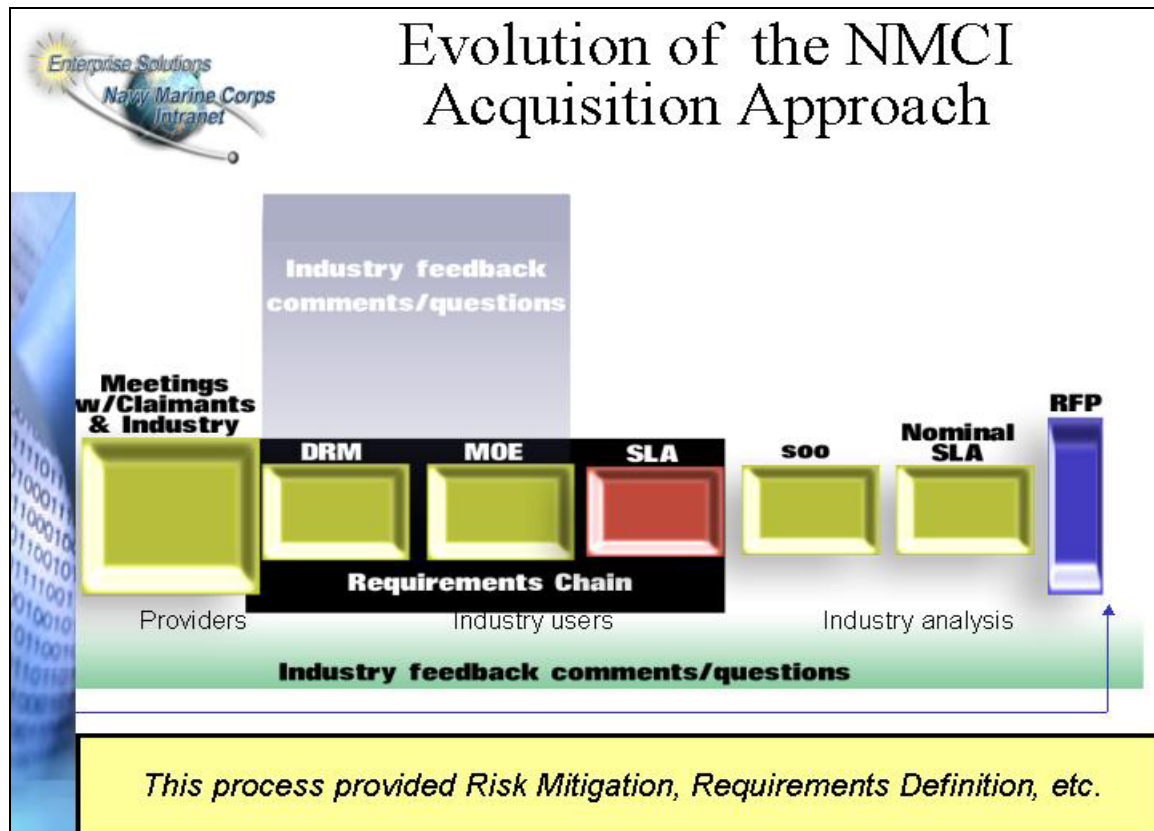 Enterprise Solutions
Navy Marine Corps
Intranet
Evolution of the NMCI
Acquisition Approach
Industry feedback
comments/questions
Meetings
w/Claimants
& Industry
DRM
MOE
SLA
SOO
Nominal
SLA
RFP
Requirements Chain
Providers
Industry users
Industry analysis
Industry feedback comments/questions
This process provided Risk Mitigation, Requirements Definition, etc.